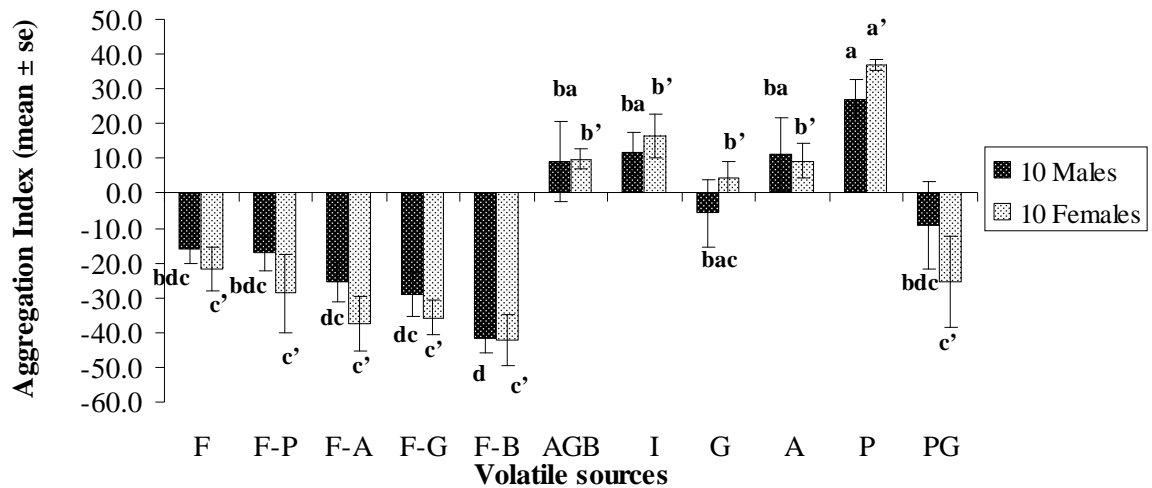 Aggregation Index (mean ± se)
50.0
40.0
30.0
20.0
10.0
0.0
-10.0
-20.0
-30.0
-40.0
-50.0
-60.0
bdc
c’
bdc
c’
dc
c’
dc
c’
d
c’
ba
b’
ba
b’
bac
b’
ba
b’
a
a’
bdc
c’
F F-P F-A F-G F-B AGB I G A P PG
Volatile sources
10 Males
10 Females